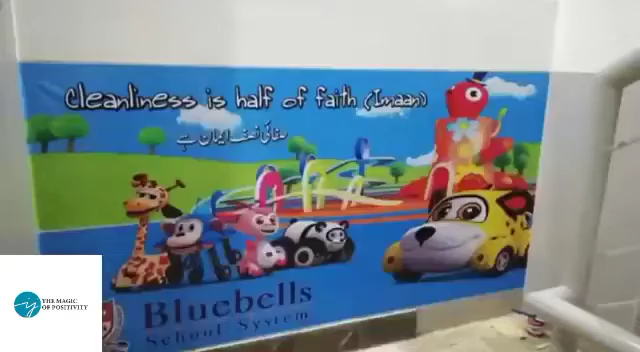 Cleanliness is half of faith (Imaan)
صفائی نصف ایمان ہے
Bluebells
School System
THE MAGIC
OF POSITIVITY